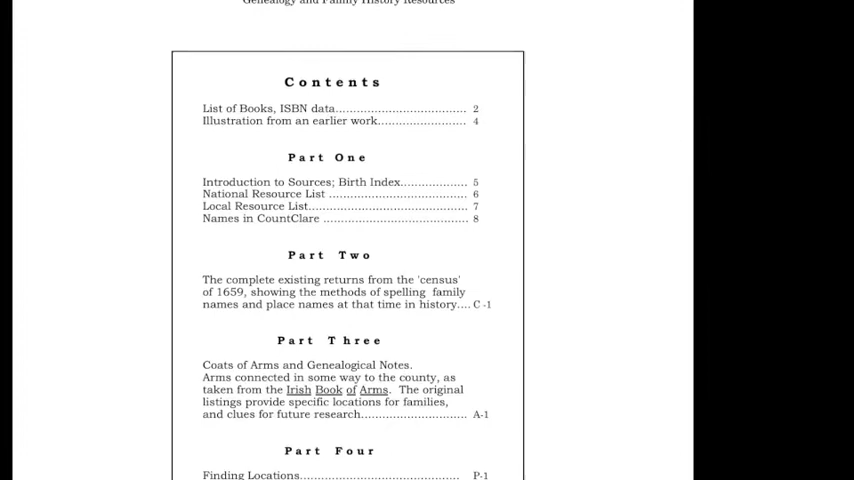 Genealogy and Family History Resources
Contents
List of Books, ISBN data..................................... 2
Illustration from an earlier work......................... 4
Part One
Introduction to Sources; Birth Index................... 5
National Resource List ....................................... 6
Local Resource List............................................. 7
Names in CountClare ......................................... 8
Part Two
The complete existing returns from the 'census'
of 1659, showing the methods of spelling family
names and place names at that time in history.... C -1
Part Three
Coats of Arms and Genealogical Notes.
Arms connected in some way to the county, as
taken from the Irish Book of Arms. The original
listings provide specific locations for families,
and clues for future research.............................. A-1
Part Four
Finding Locations............................................. P-1